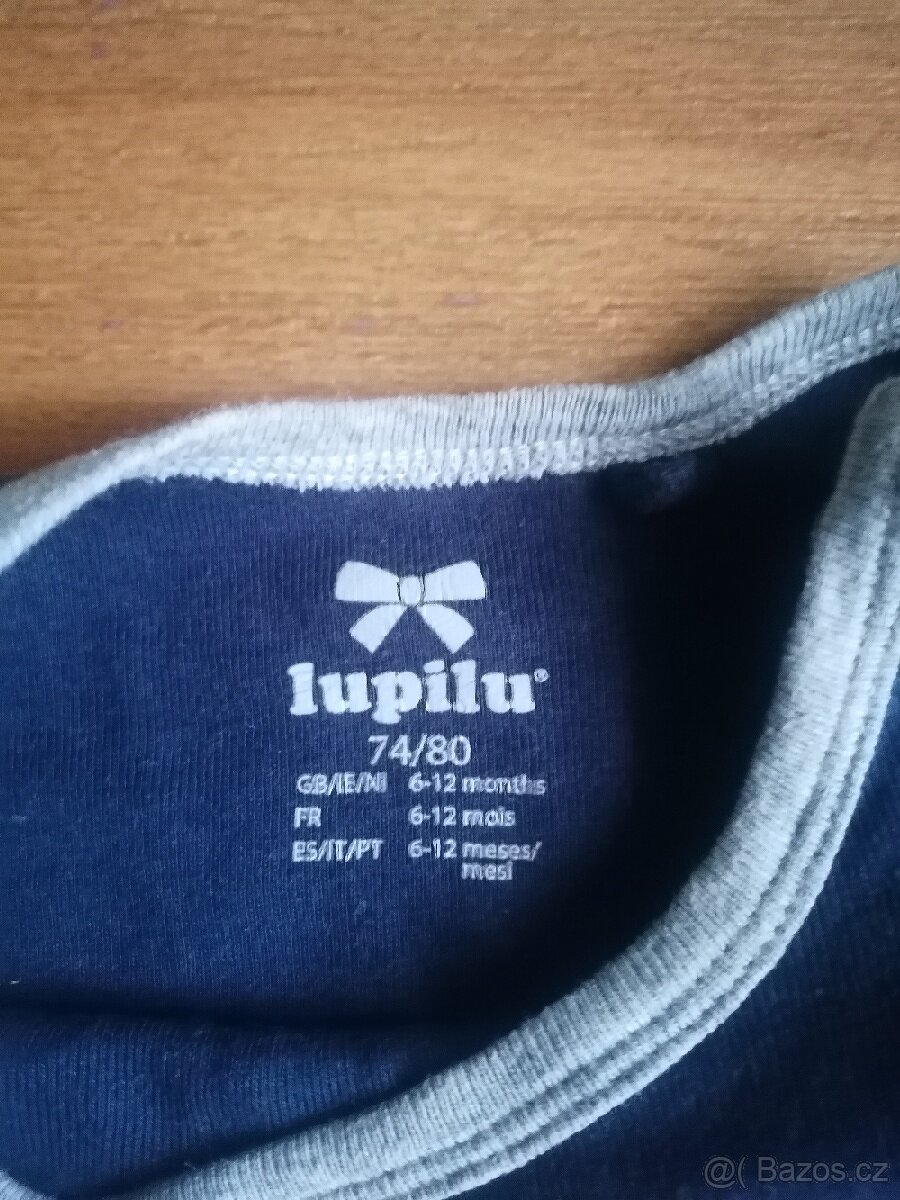 lupilu®
74/80
GB/IE/NI 6-12 months
FR 6-12 mois
ES/IT/PT 6-12 meses/
mesi
@( Bazos.cz